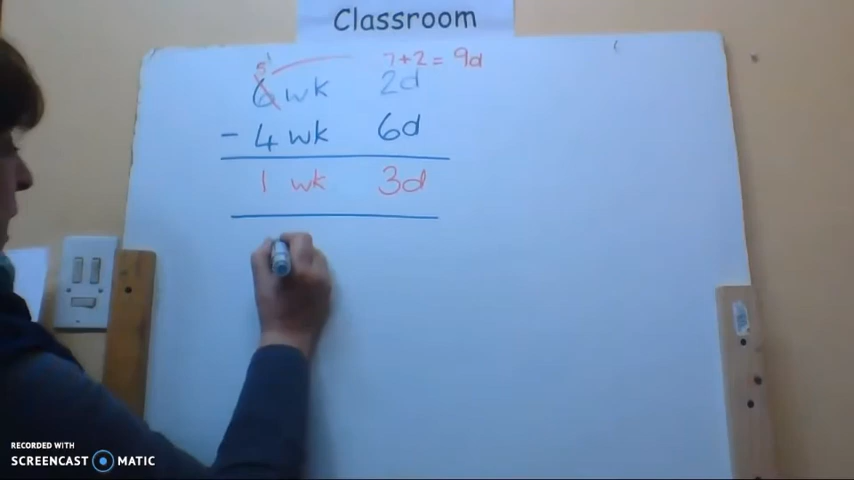 Classroom
5 7+2= 9d
6 wk 2d
- 4 wk 6d
1 wk 3d
RECORDED WITH
SCREENCAST MATIC